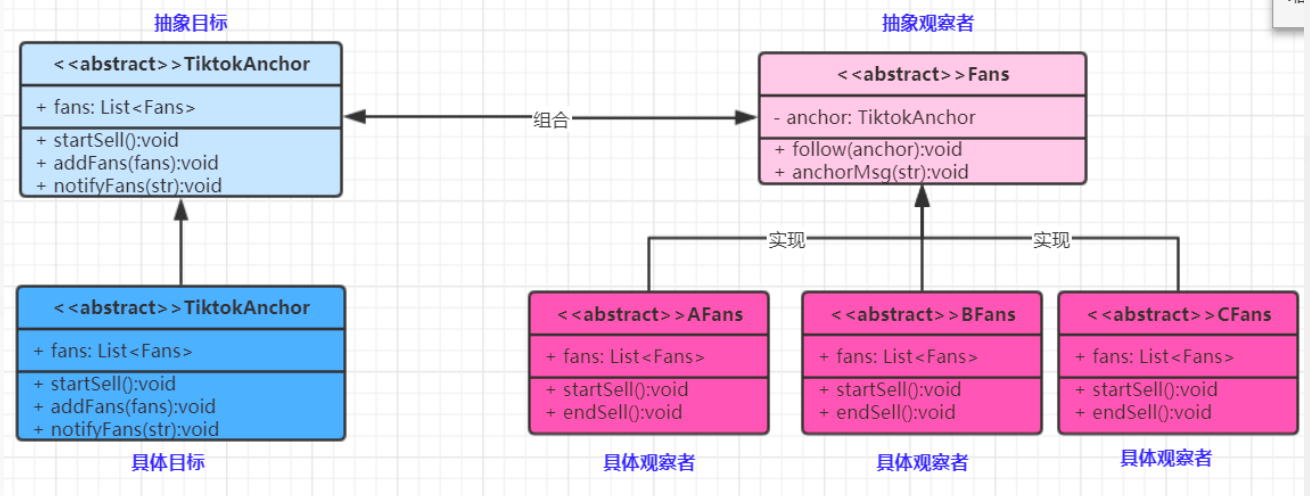 抽象目标
<<abstract>>TiktokAnchor
+ fans: List<Fans>
+ startSell():void
+ addFans(fans):void
+ notifyFans(str):void
组合
抽象观察者
<<abstract>>Fans
- anchor: TiktokAnchor
+ follow(anchor):void
+ anchorMsg(str):void
实现
实现
<<abstract>>TiktokAnchor
+ fans: List<Fans>
+ startSell():void
+ addFans(fans):void
+ notifyFans(str):void
具体目标
<<abstract>>AFans
+ fans: List<Fans>
+ startSell():void
+ endSell():void
具体观察者
<<abstract>>BFans
+ fans: List<Fans>
+ startSell():void
+ endSell():void
具体观察者
<<abstract>>CFans
+ fans: List<Fans>
+ startSell():void
+ endSell():void
具体观察者